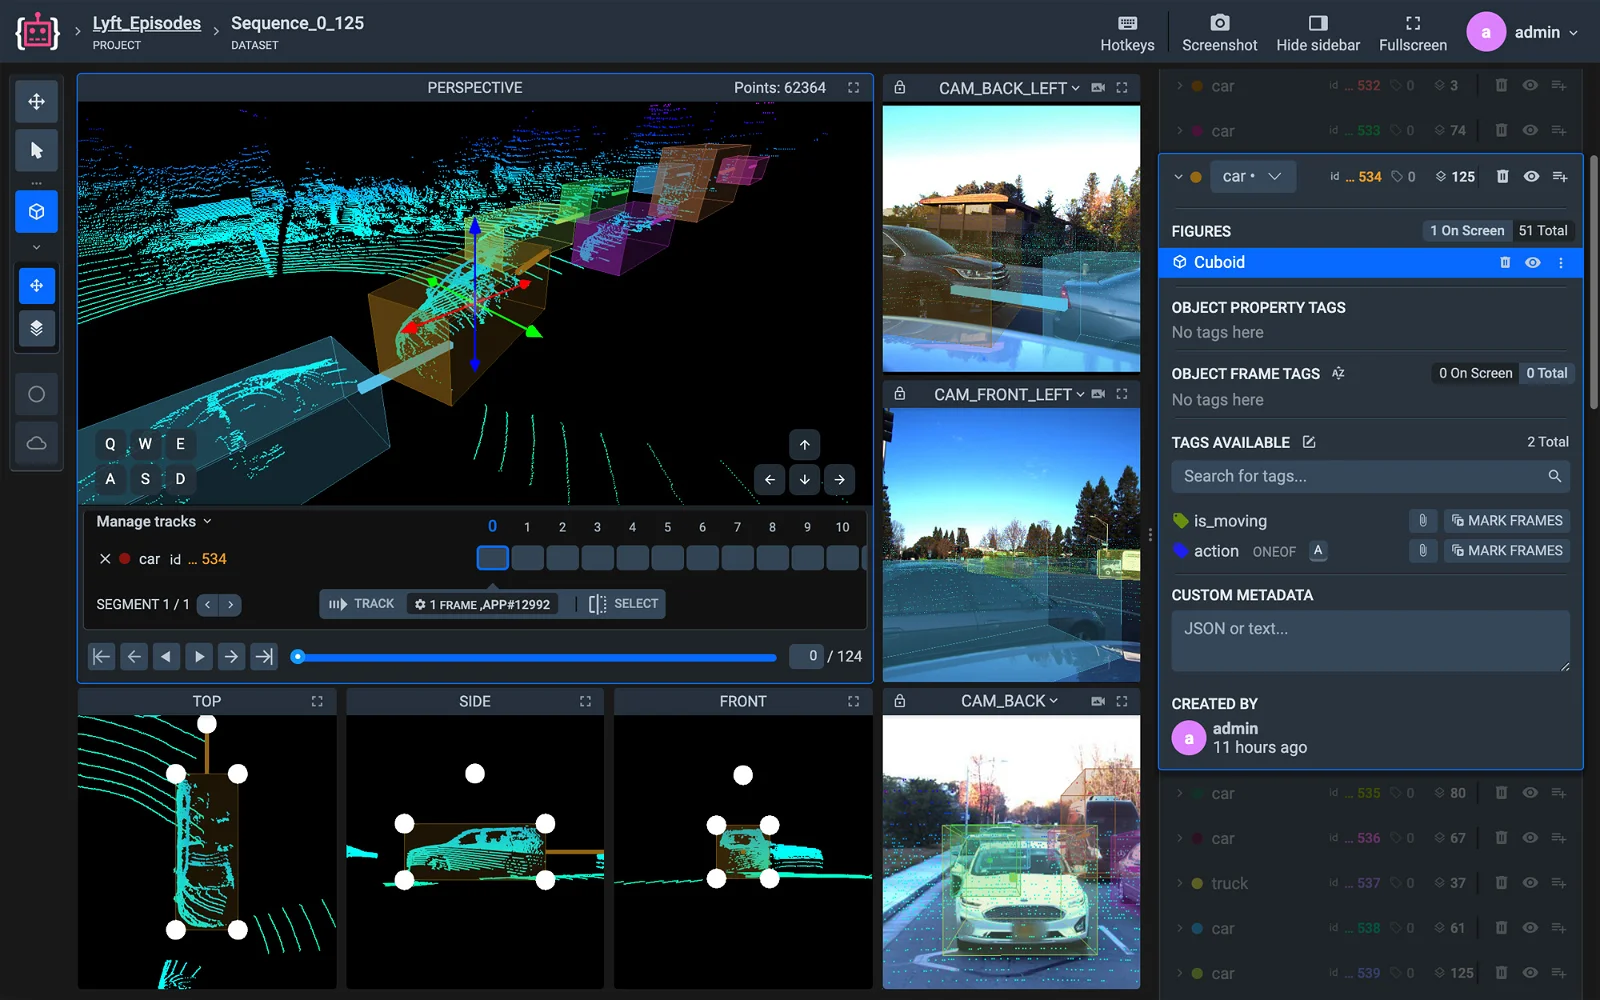 Lyft_Episodes
PROJECT
Sequence_0_125
DATASET
Hotkeys
Screenshot
Hide sidebar
Fullscreen
a
admin
PERSPECTIVE
Points: 62364
Q W E
A S D
Manage tracks
0 1 2 3 4 5 6 7 8 9 10
car id ... 534
SEGMENT 1 / 1
TRACK
1 FRAME ,APP#12992
SELECT
0 / 124
TOP
SIDE
FRONT
CAM_BACK_LEFT
CAM_FRONT_LEFT
CAM_BACK
car id ... 532 0 3
car id ... 533 0 74
car • id ... 534 0 125
FIGURES 1 On Screen 51 Total
Cuboid
OBJECT PROPERTY TAGS
No tags here
OBJECT FRAME TAGS 0 On Screen 0 Total
No tags here
TAGS AVAILABLE 2 Total
Search for tags...
is_moving MARK FRAMES
action ONEOF A MARK FRAMES
CUSTOM METADATA
JSON or text...
CREATED BY
a
admin
11 hours ago
car id ... 535 0 80
car id ... 536 0 67
truck id ... 537 0 37
car id ... 538 0 61
car id ... 539 0 125